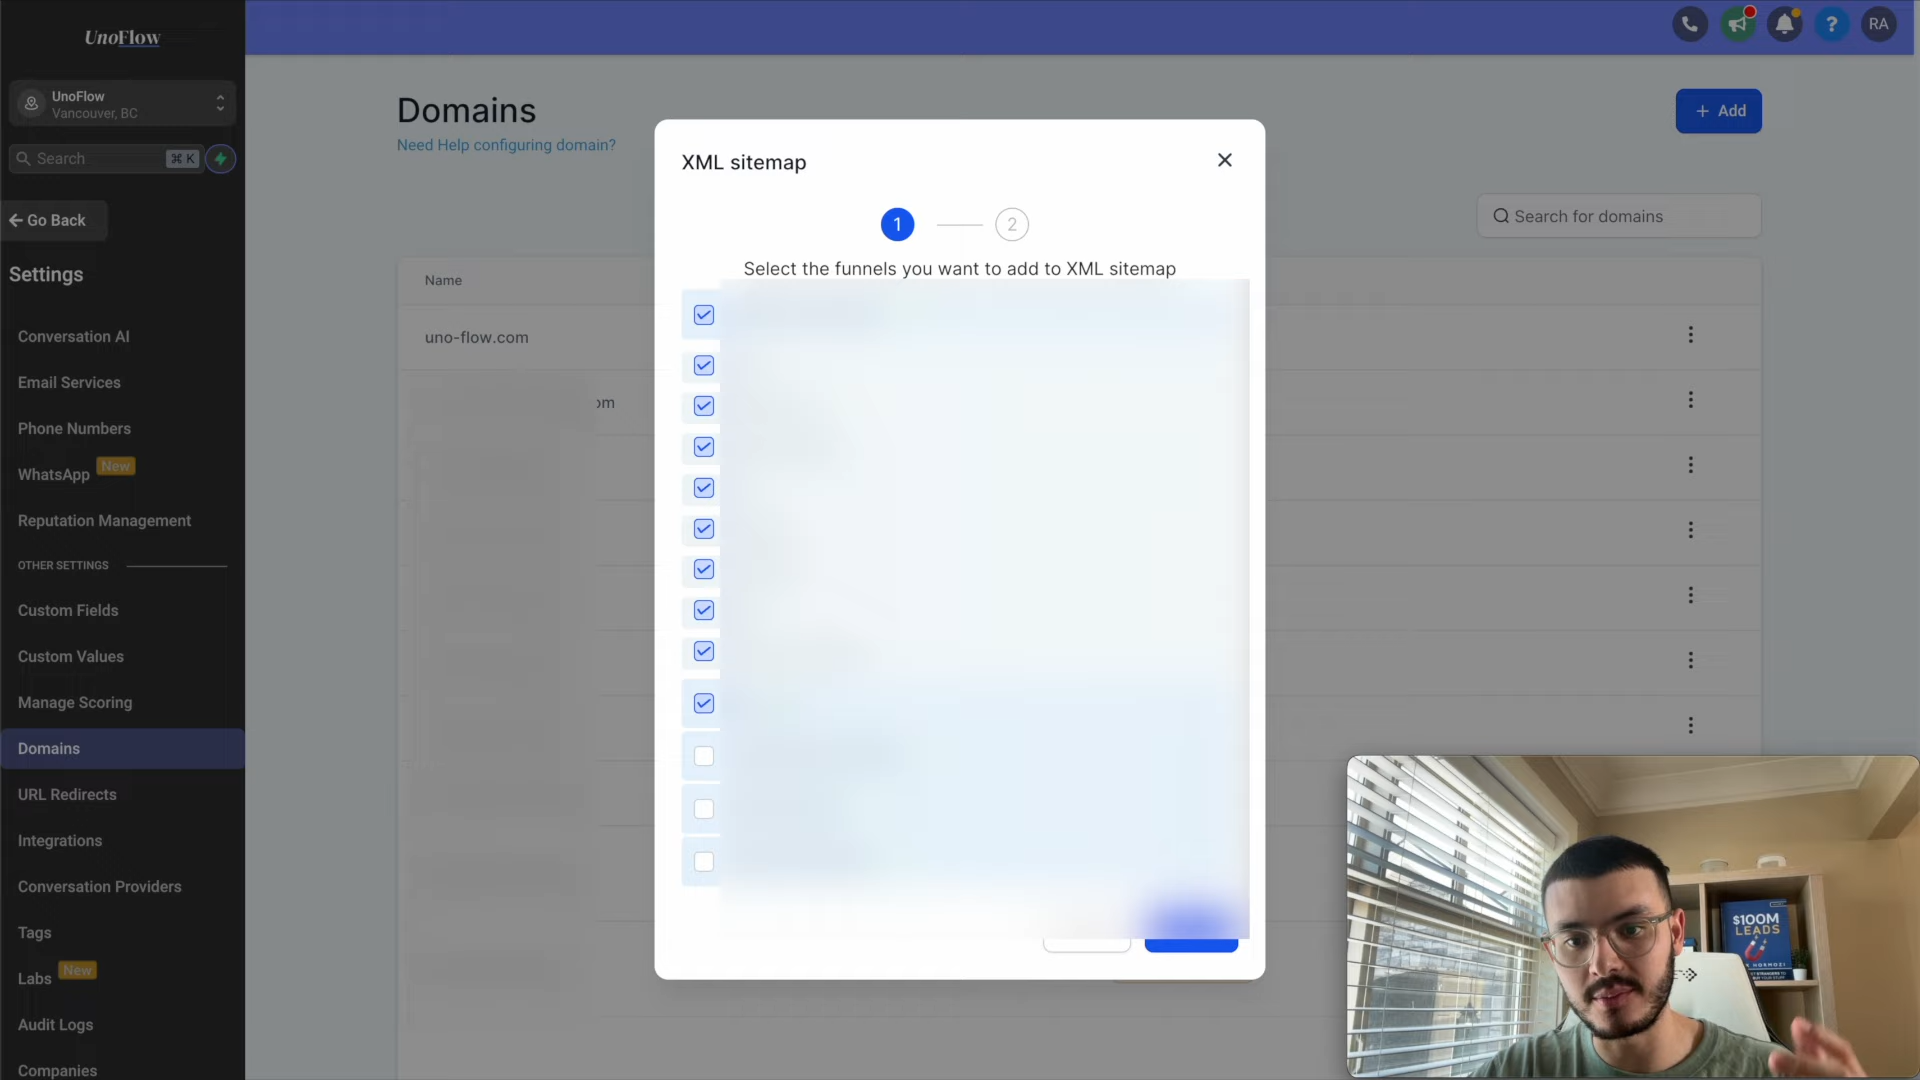 UnoFlow
UnoFlow
Vancouver, BC
Search
⌘ K
Go Back
Settings
Conversation AI
Email Services
Phone Numbers
WhatsApp New
Reputation Management
OTHER SETTINGS
Custom Fields
Custom Values
Manage Scoring
Domains
URL Redirects
Integrations
Conversation Providers
Tags
Labs New
Audit Logs
Companies
?
RA
Domains
Need Help configuring domain?
+ Add
Search for domains
Name
uno-flow.com
om
XML sitemap
1
2
Select the funnels you want to add to XML sitemap
$100M
LEADS
HORMOZI